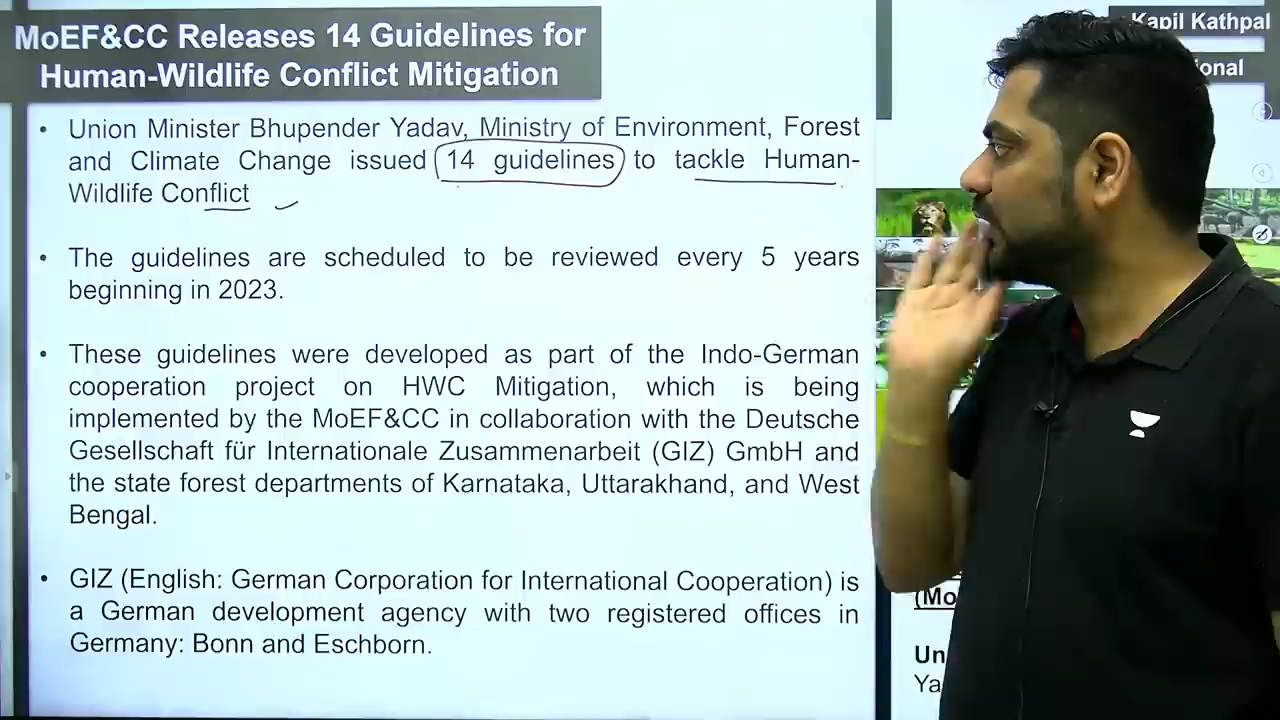 MoEF&CC Releases 14 Guidelines for
Human-Wildlife Conflict Mitigation
• Union Minister Bhupender Yadav, Ministry of Environment, Forest
and Climate Change issued 14 guidelines to tackle Human-
Wildlife Conflict
• The guidelines are scheduled to be reviewed every 5 years
beginning in 2023.
• These guidelines were developed as part of the Indo-German
cooperation project on HWC Mitigation, which is being
implemented by the MoEF&CC in collaboration with the Deutsche
Gesellschaft für Internationale Zusammenarbeit (GIZ) GmbH and
the state forest departments of Karnataka, Uttarakhand, and West
Bengal.
• GIZ (English: German Corporation for International Cooperation) is
a German development agency with two registered offices in
Germany: Bonn and Eschborn.
Kapil Kathpal